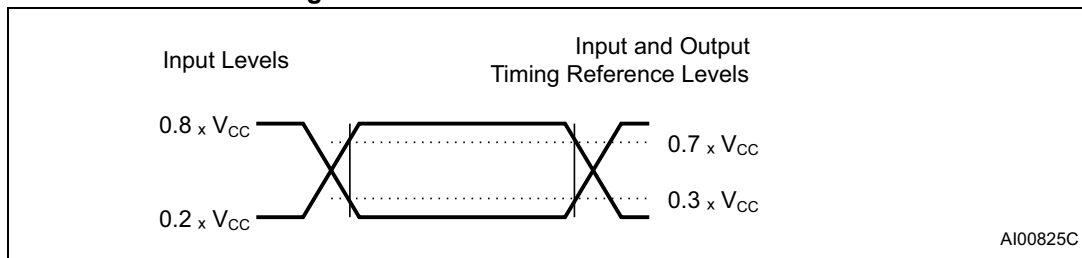 Input Levels
Input and Output
Timing Reference Levels
0.8 x VCC
0.7 x VCC
0.3 x VCC
0.2 x VCC
AI00825C